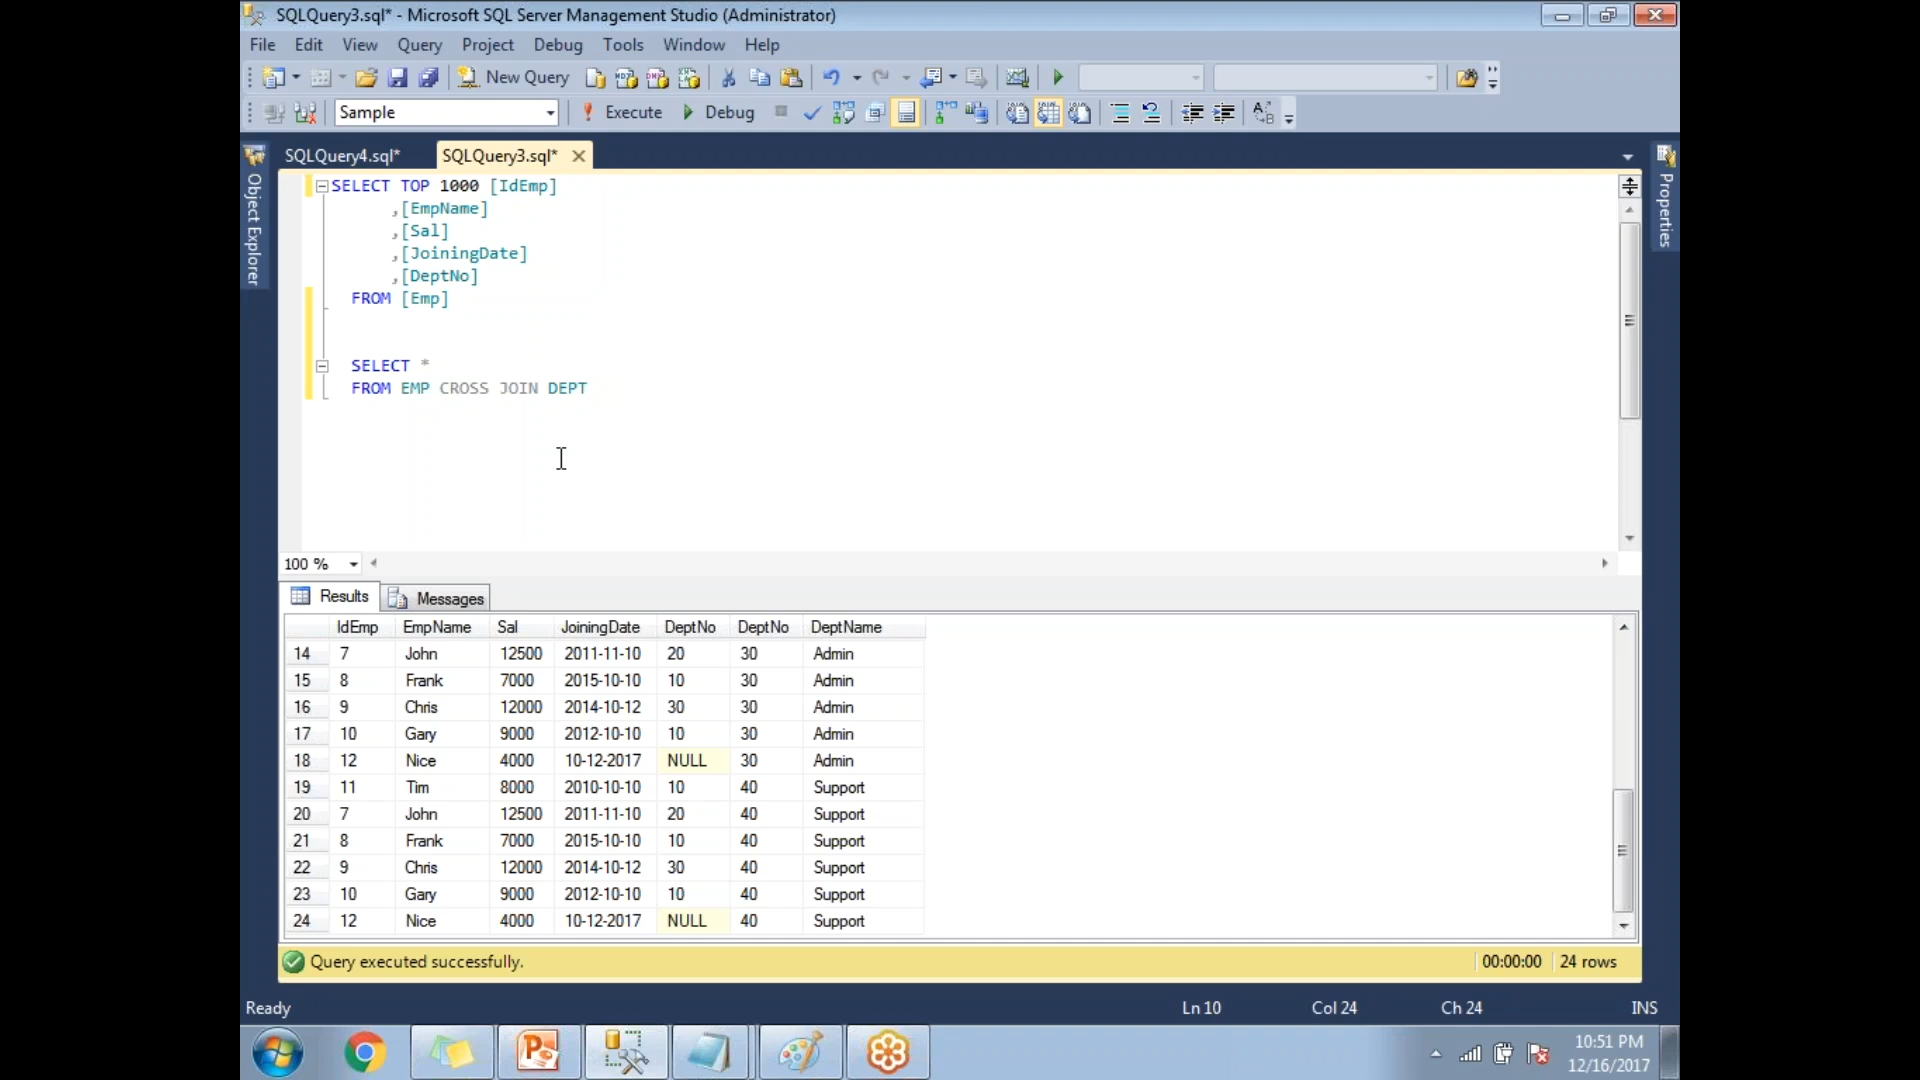 SQLQuery3.sql* - Microsoft SQL Server Management Studio (Administrator)
File Edit View Query Project Debug Tools Window Help
New Query
Sample Execute Debug
SQLQuery4.sql* SQLQuery3.sql*
Object Explorer
Properties
SELECT TOP 1000 [IdEmp]
,[EmpName]
,[Sal]
,[JoiningDate]
,[DeptNo]
FROM [Emp]
SELECT *
FROM EMP CROSS JOIN DEPT
100 %
Results Messages
IdEmp EmpName Sal JoiningDate DeptNo DeptNo DeptName
14 7 John 12500 2011-11-10 20 30 Admin
15 8 Frank 7000 2015-10-10 10 30 Admin
16 9 Chris 12000 2014-10-12 30 30 Admin
17 10 Gary 9000 2012-10-10 10 30 Admin
18 12 Nice 4000 10-12-2017 NULL 30 Admin
19 11 Tim 8000 2010-10-10 10 40 Support
20 7 John 12500 2011-11-10 20 40 Support
21 8 Frank 7000 2015-10-10 10 40 Support
22 9 Chris 12000 2014-10-12 30 40 Support
23 10 Gary 9000 2012-10-10 10 40 Support
24 12 Nice 4000 10-12-2017 NULL 40 Support
Query executed successfully. 00:00:00 24 rows
Ready Ln 10 Col 24 Ch 24 INS
10:51 PM
12/16/2017